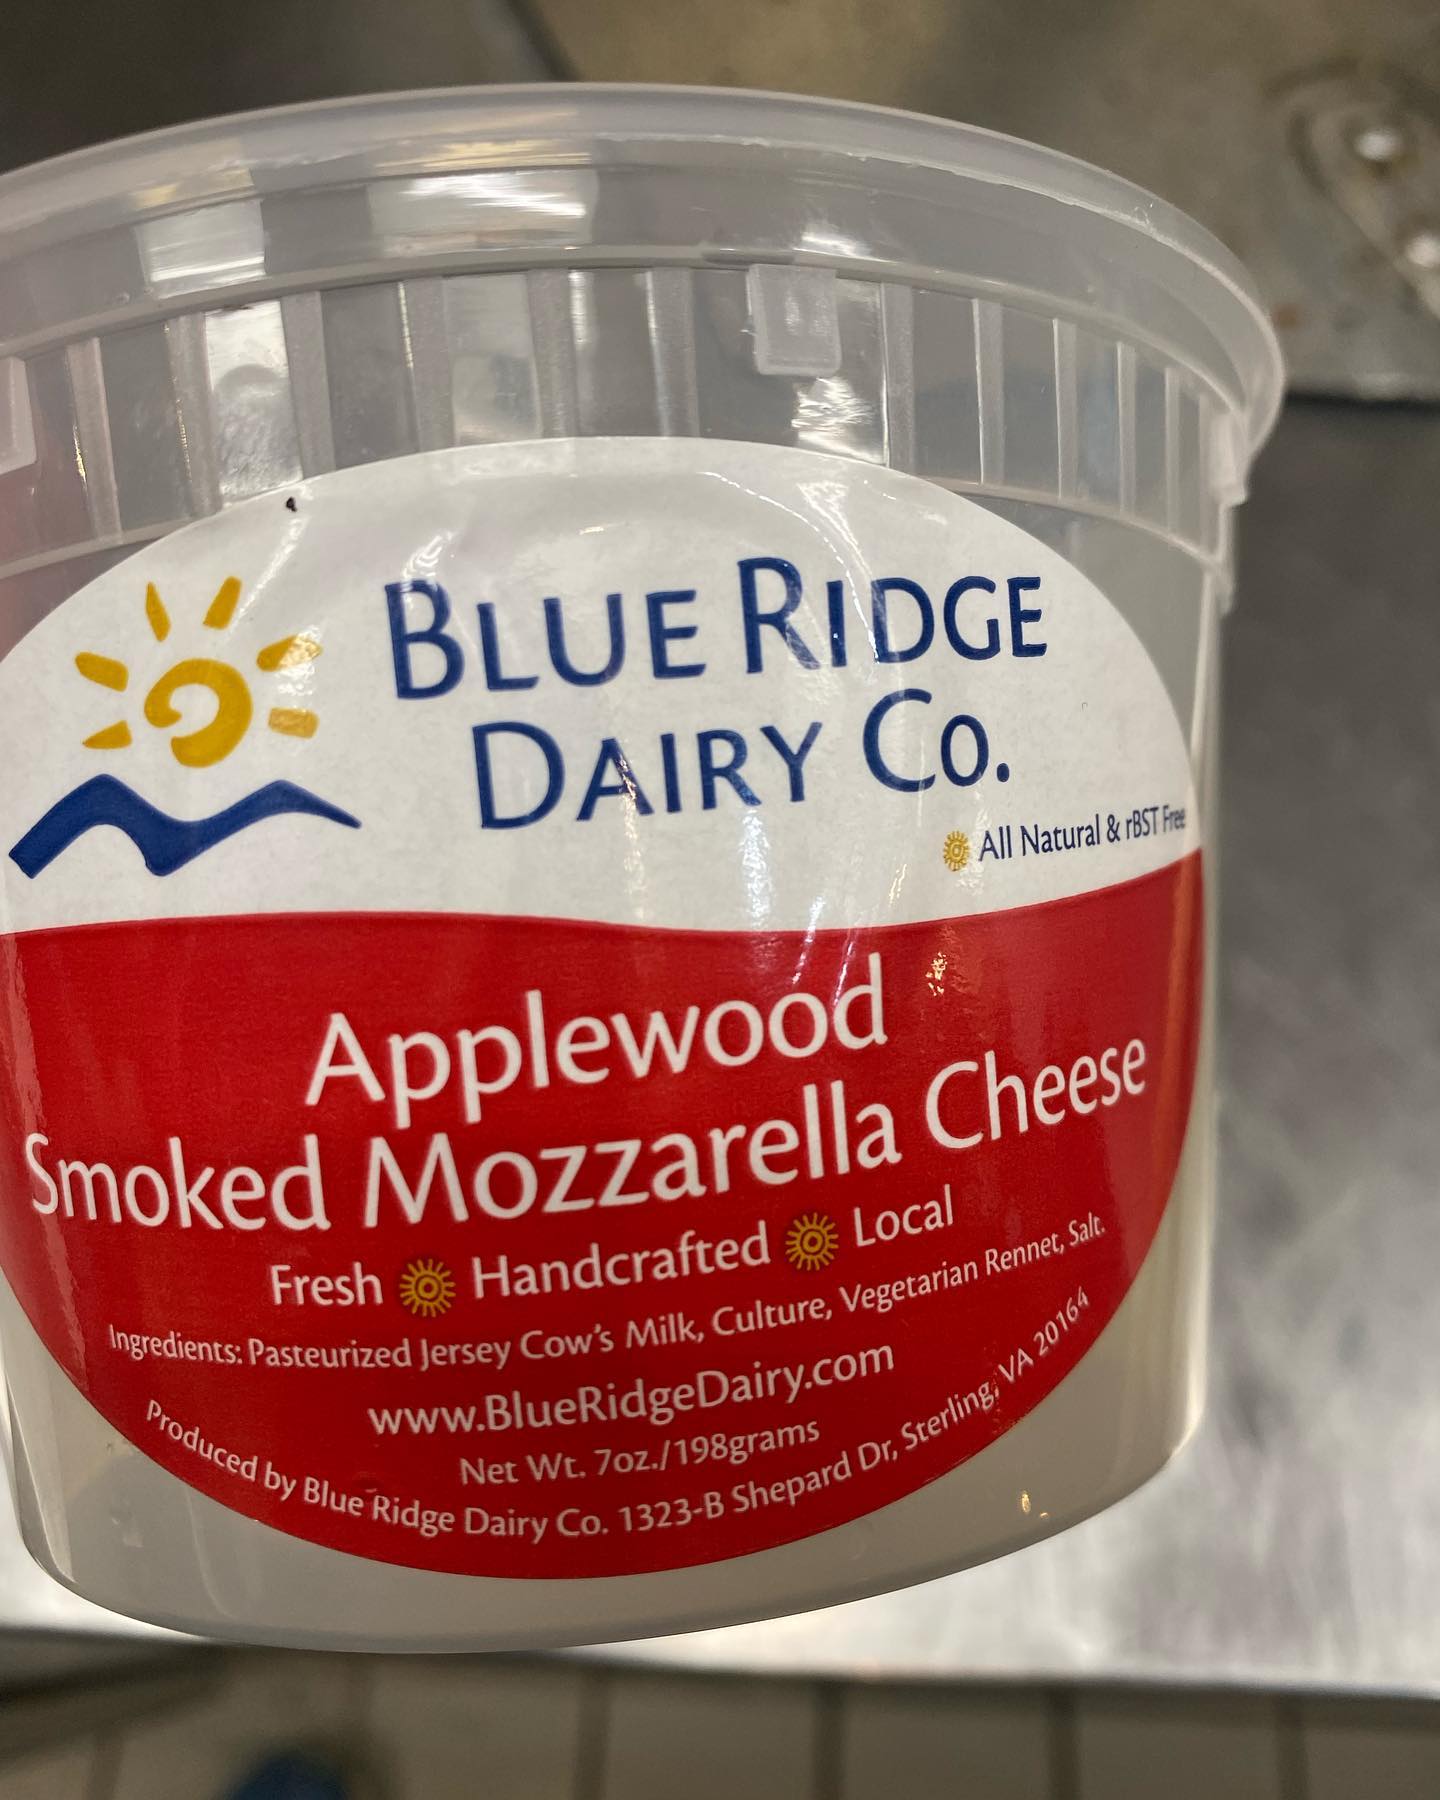 BLUE RIDGE
DAIRY CO.
All Natural & rBST Free
Applewood
Smoked Mozzarella Cheese
Fresh Handcrafted Local
Ingredients: Pasteurized Jersey Cow's Milk, Culture, Vegetarian Rennet, Salt.
www.BlueRidgeDairy.com
Net Wt. 7oz./198grams
Produced by Blue Ridge Dairy Co. 1323-B Shepard Dr, Sterling, VA 20164